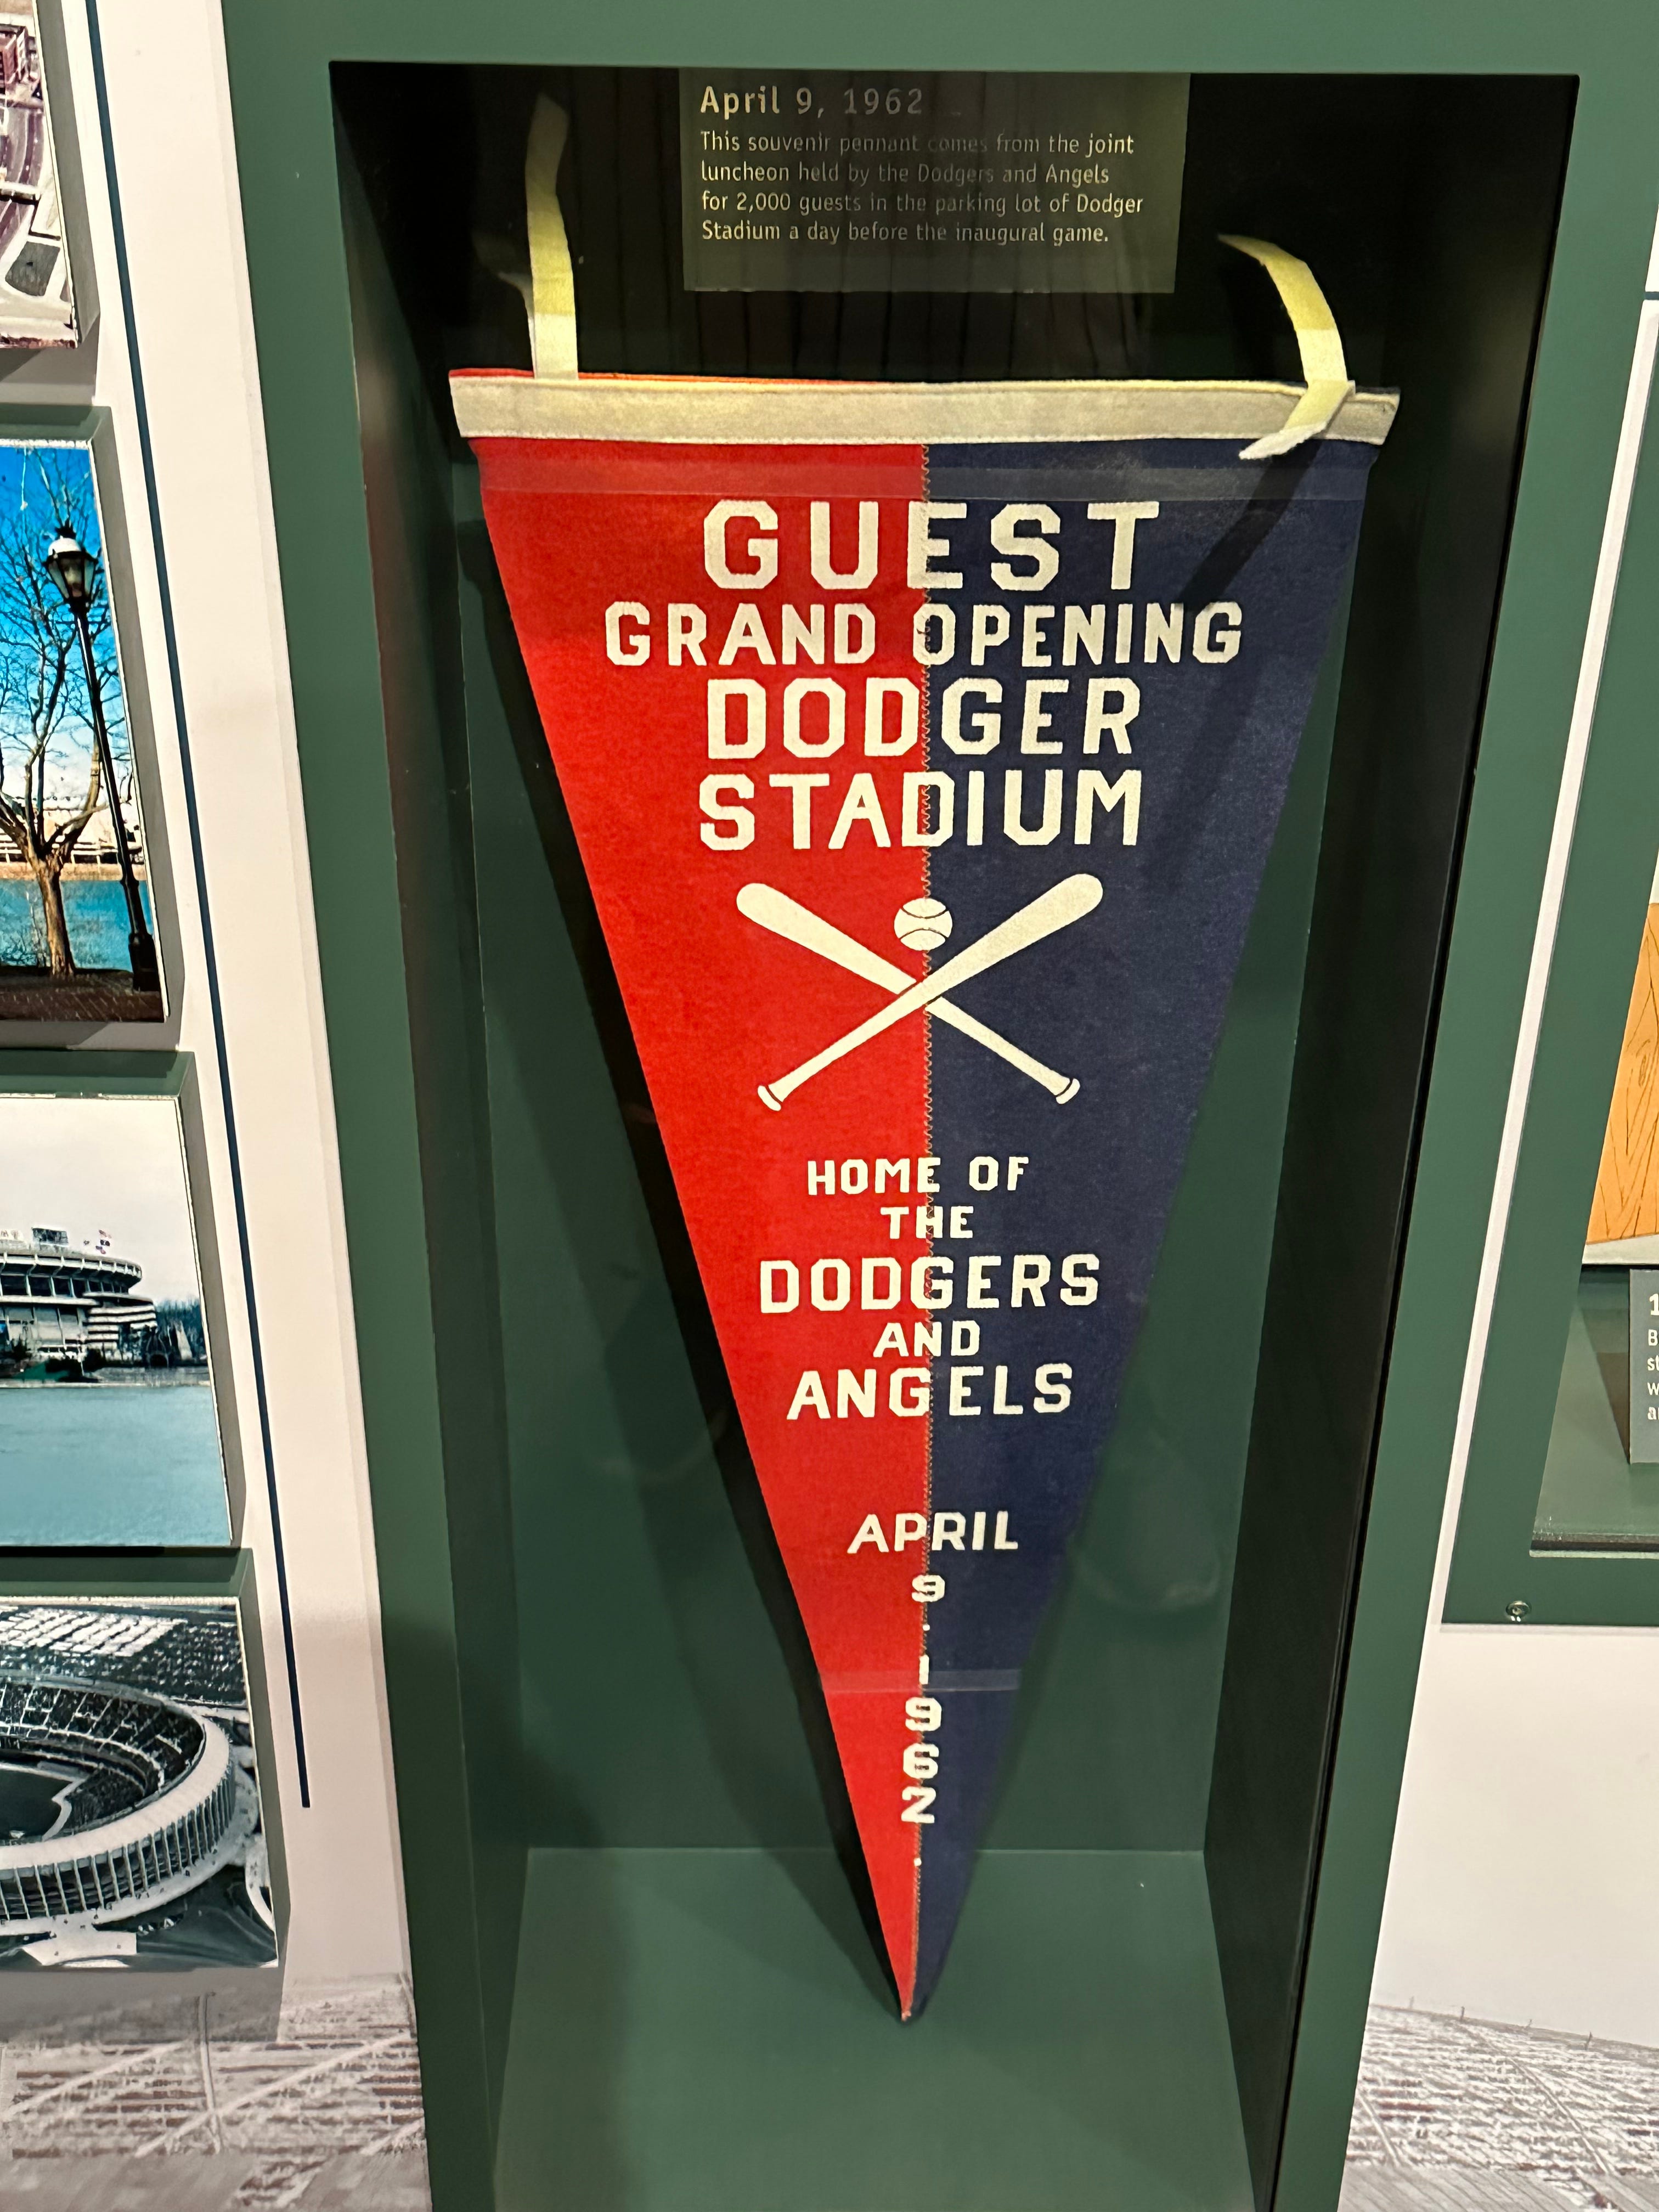 April 9, 1962
This souvenir pennant comes from the joint
luncheon held by the Dodgers and Angels
for 2,000 guests in the parking lot of Dodger
Stadium a day before the inaugural game.
GUEST
GRAND OPENING
DODGER
STADIUM
HOME OF
THE
DODGERS
AND
ANGELS
APRIL
9
.
1
9
6
2